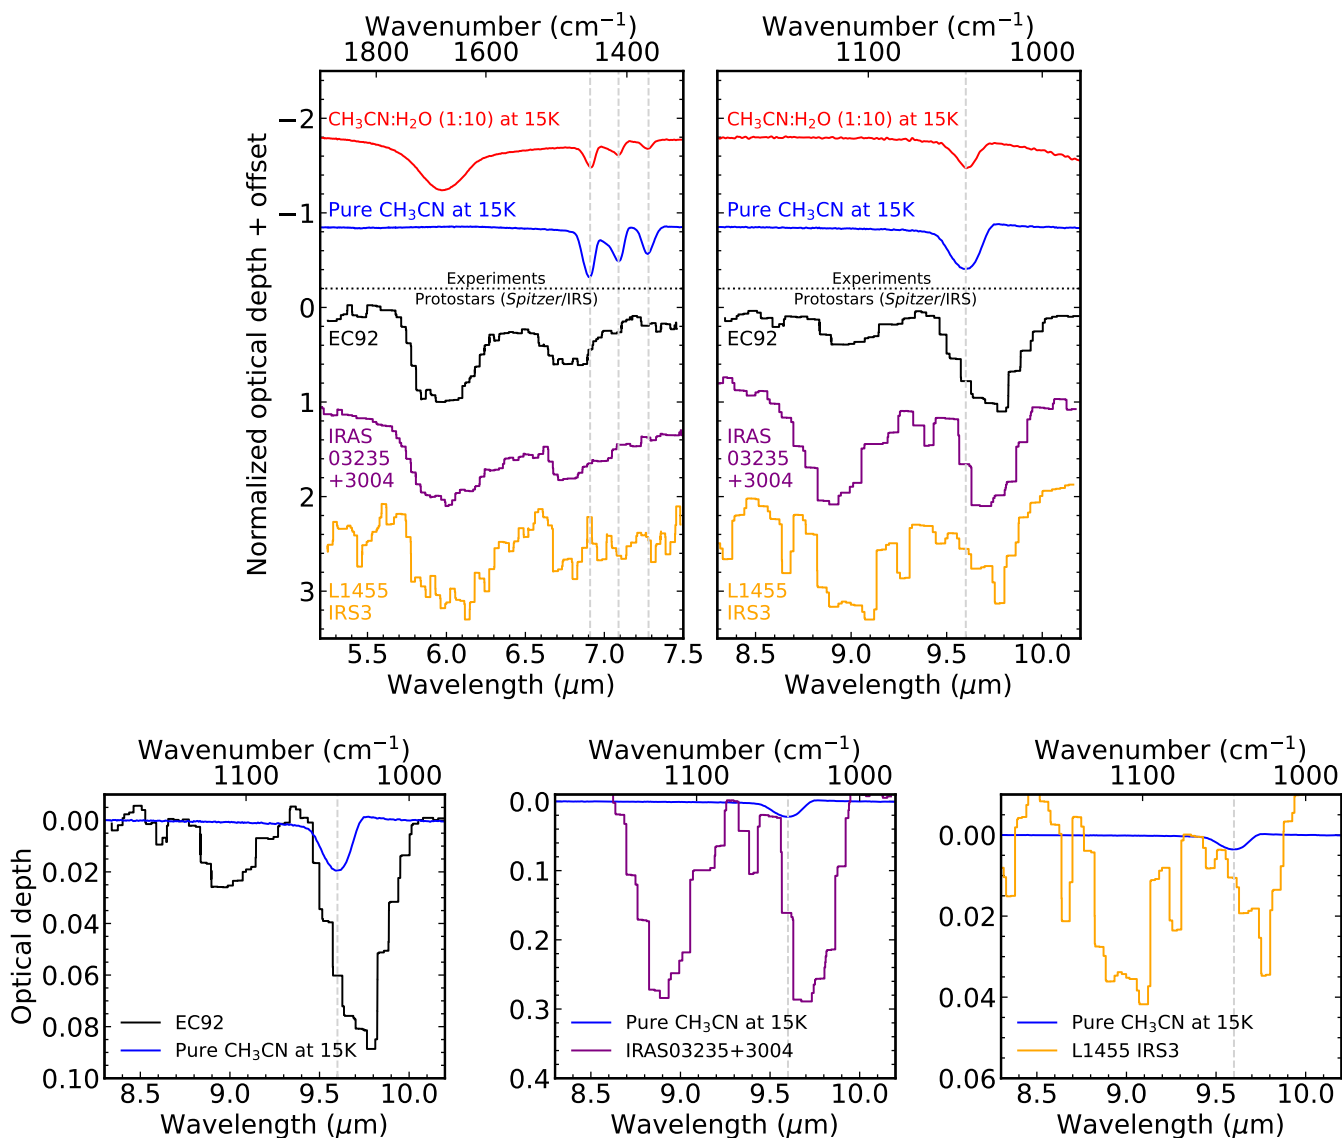 Wavenumber (cm⁻¹) Wavenumber (cm⁻¹)
1800 1600 1400 1100 1000
CH₃CN:H₂O (1:10) at 15K CH₃CN:H₂O (1:10) at 15K
Pure CH₃CN at 15K Pure CH₃CN at 15K
Experiments Experiments
Protostars (Spitzer/IRS) Protostars (Spitzer/IRS)
EC92 EC92
IRAS IRAS
03235 03235
+3004 +3004
L1455 L1455
IRS3 IRS3
−2
−1
0
1
2
3
Normalized optical depth + offset
5.5 6.0 6.5 7.0 7.5 8.5 9.0 9.5 10.0
Wavelength (μm) Wavelength (μm)
Wavenumber (cm⁻¹) Wavenumber (cm⁻¹) Wavenumber (cm⁻¹)
1100 1000 1100 1000 1100 1000
0.00
0.02
0.04
0.06
0.08
0.10
Optical depth
EC92
Pure CH₃CN at 15K
8.5 9.0 9.5 10.0
Wavelength (μm)
0.0
0.1
0.2
0.3
0.4
Pure CH₃CN at 15K
IRAS03235+3004
8.5 9.0 9.5 10.0
Wavelength (μm)
0.00
0.02
0.04
0.06
Pure CH₃CN at 15K
L1455 IRS3
8.5 9.0 9.5 10.0
Wavelength (μm)